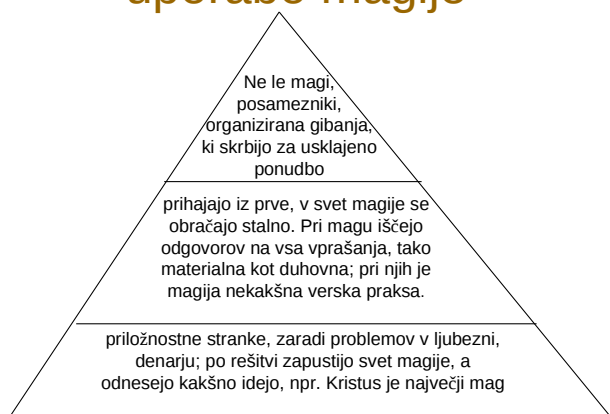 uporabe magije
Ne le magi,
posamezniki,
organizirana gibanja,
ki skrbijo za usklajeno
ponudbo
prihajajo iz prve, v svet magije se
obračajo stalno. Pri magu iščejo
odgovorov na vsa vprašanja, tako
materialna kot duhovna; pri njih je
magija nekakšna verska praksa.
priložnostne stranke, zaradi problemov v ljubezni,
denarju; po rešitvi zapustijo svet magije, a
odnesejo kakšno idejo, npr. Kristus je največji mag